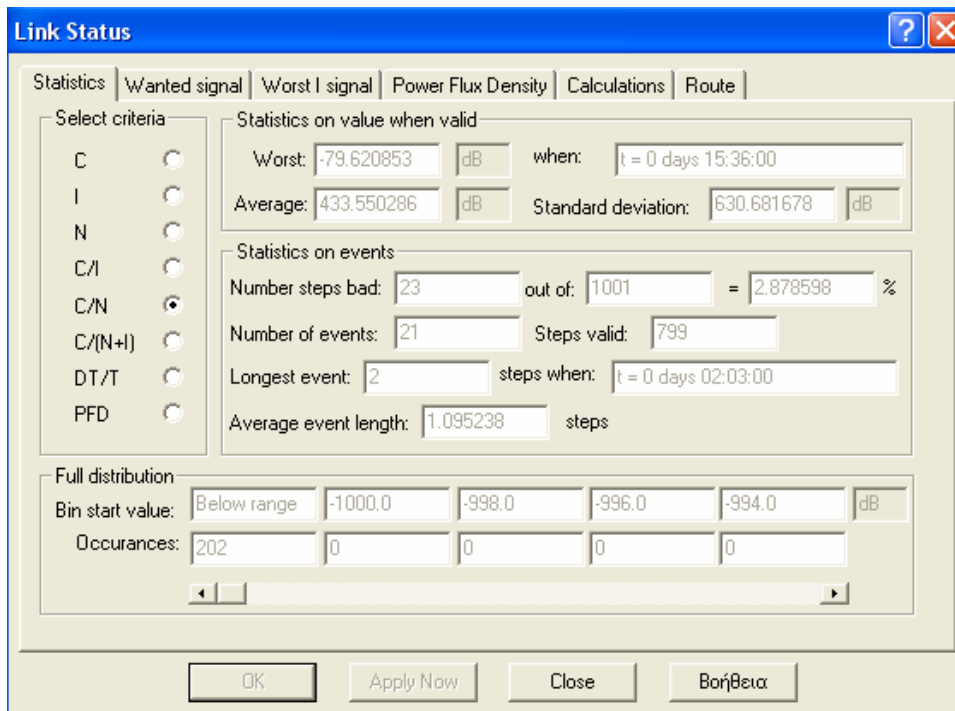 Link Status
Statistics Wanted signal Worst I signal Power Flux Density Calculations Route
Select criteria
C
I
N
C/I
C/N
C/(N+I)
DT/T
PFD
Statistics on value when valid
Worst: -79.620853 dB when: t = 0 days 15:36:00
Average: 433.550286 dB Standard deviation: 630.681678 dB
Statistics on events
Number steps bad: 23 out of: 1001 = 2.878598 %
Number of events: 21 Steps valid: 799
Longest event: 2 steps when: t = 0 days 02:03:00
Average event length: 1.095238 steps
Full distribution
Bin start value: Below range -1000.0 -998.0 -996.0 -994.0 dB
Occurances: 202 0 0 0 0
OK Apply Now Close Βοήθεια